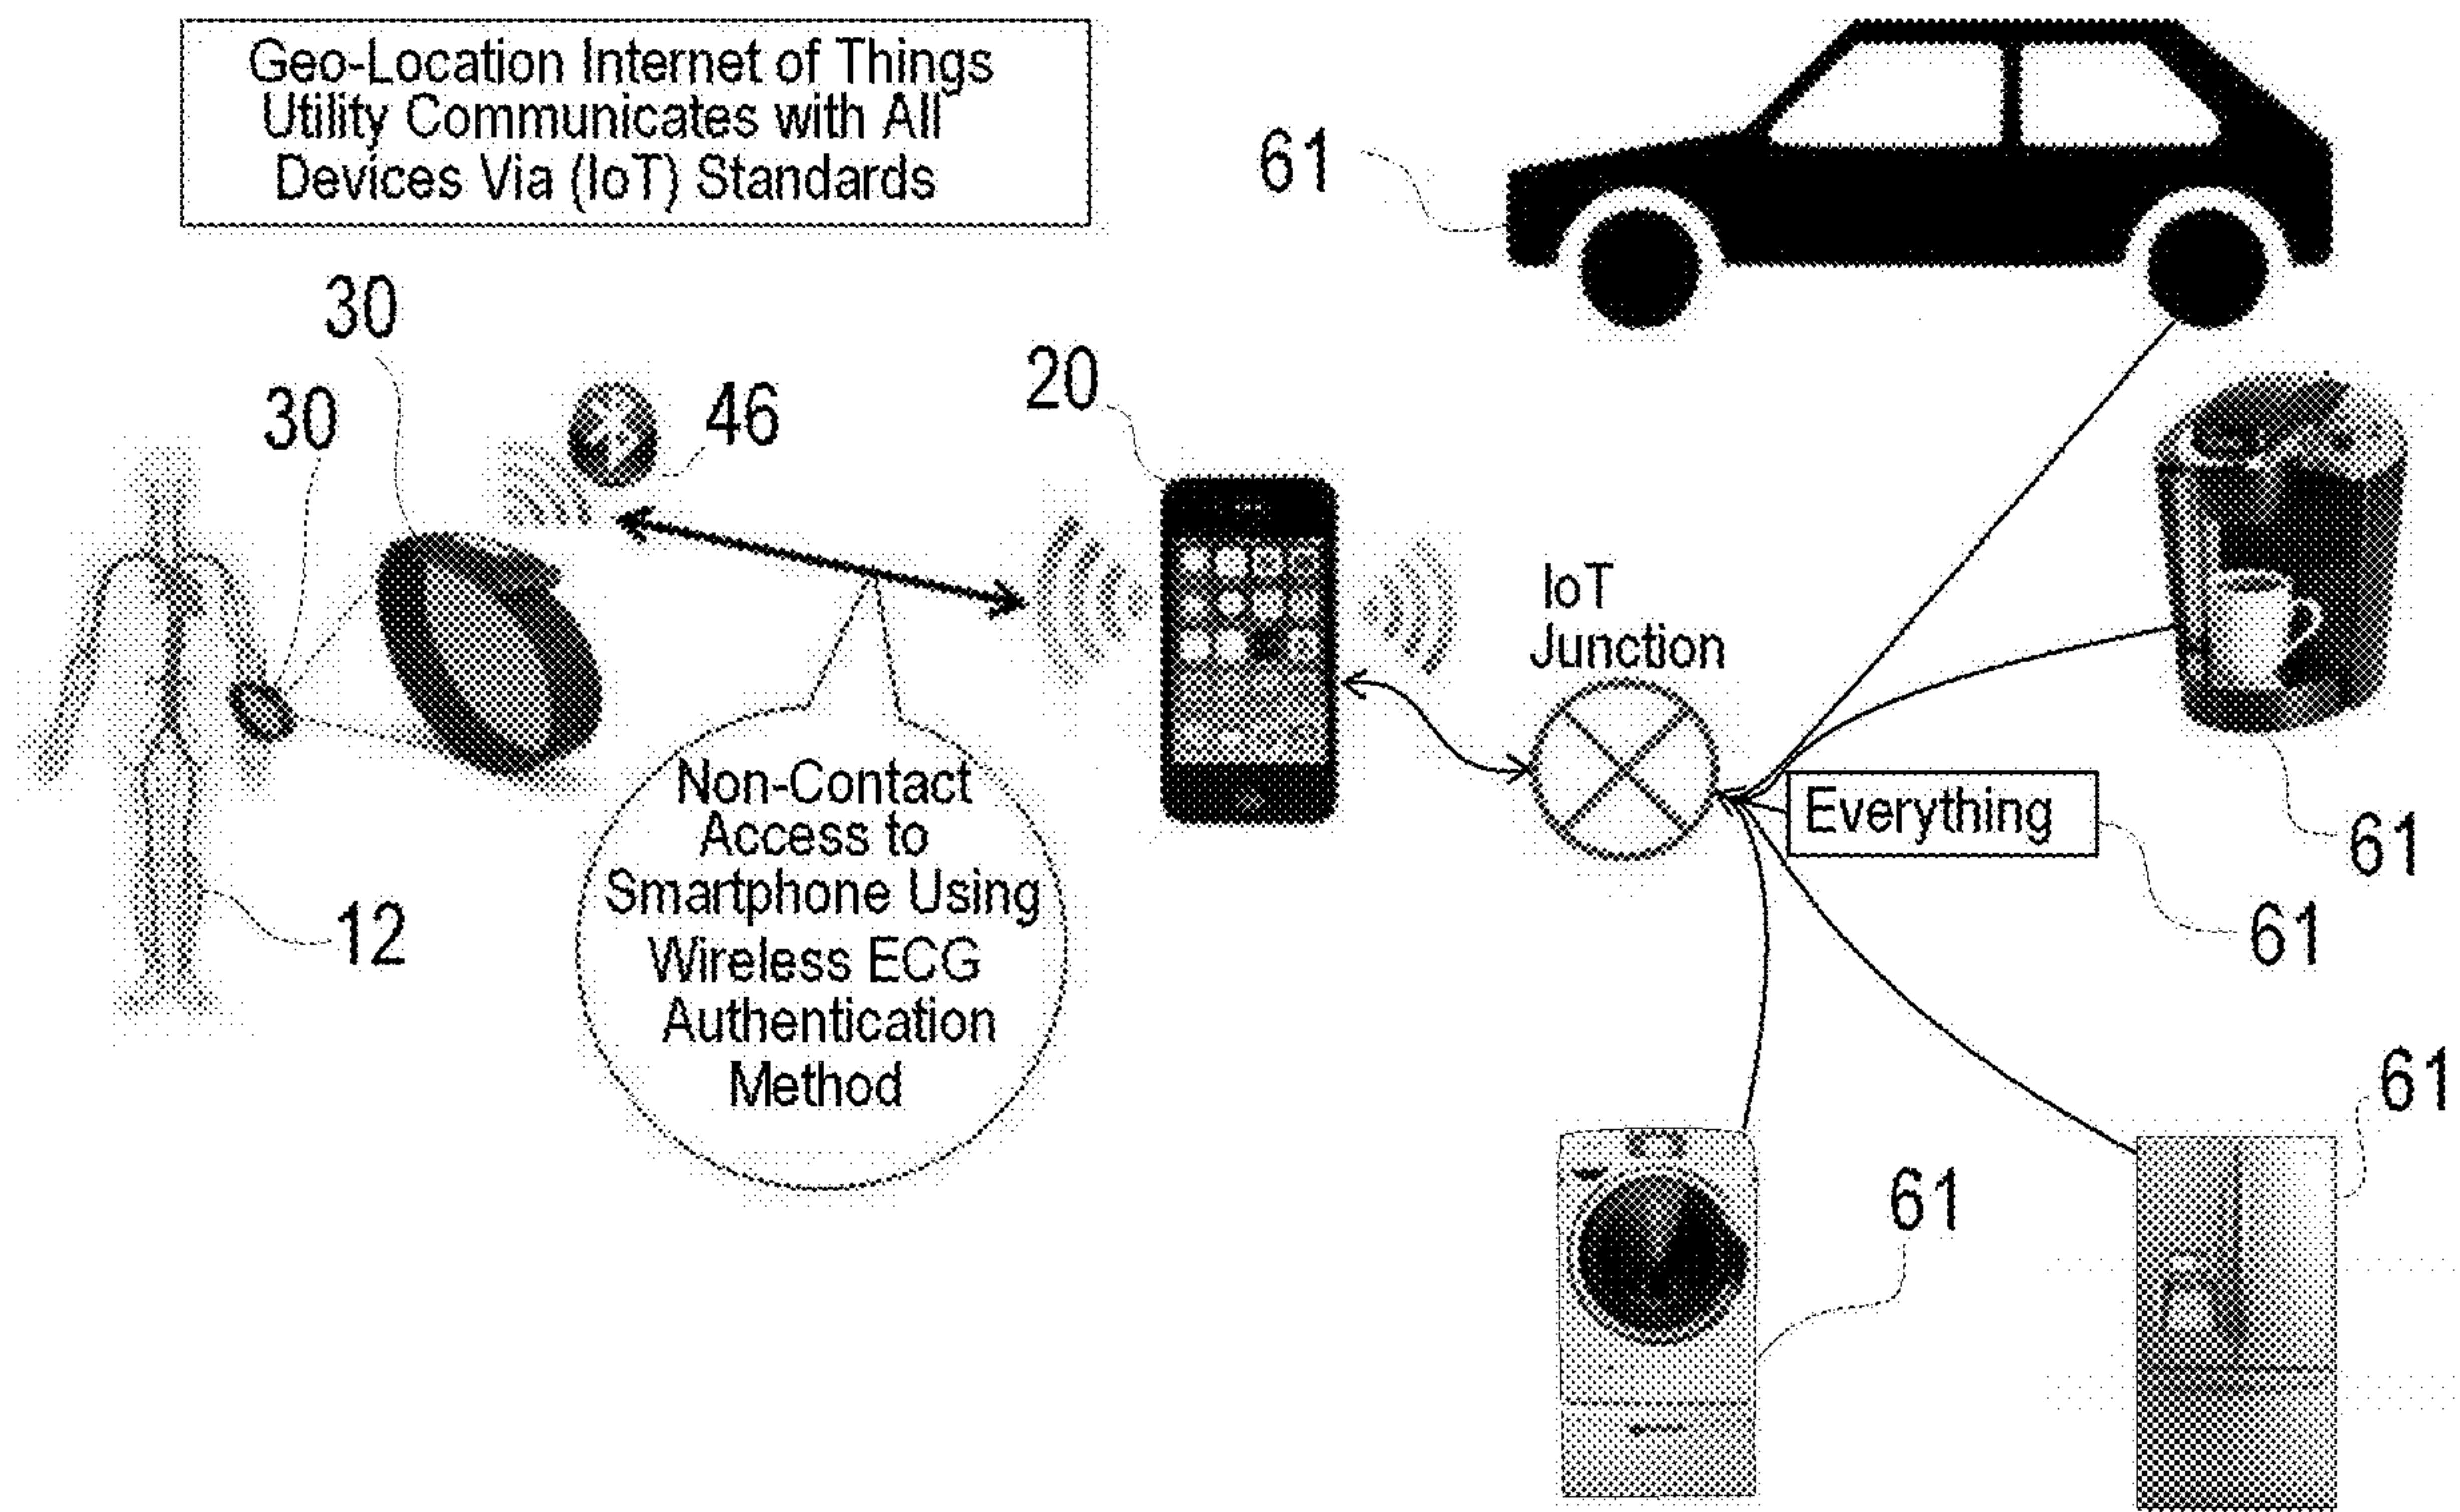 Geo-Location Internet of Things
Utility Communicates with All
Devices Via (IoT) Standards
61
30
30
46
20
IoT
Junction
Non-Contact
Access to
Smartphone Using
Wireless ECG
Authentication
Method
12
Everything
61
61
61
61